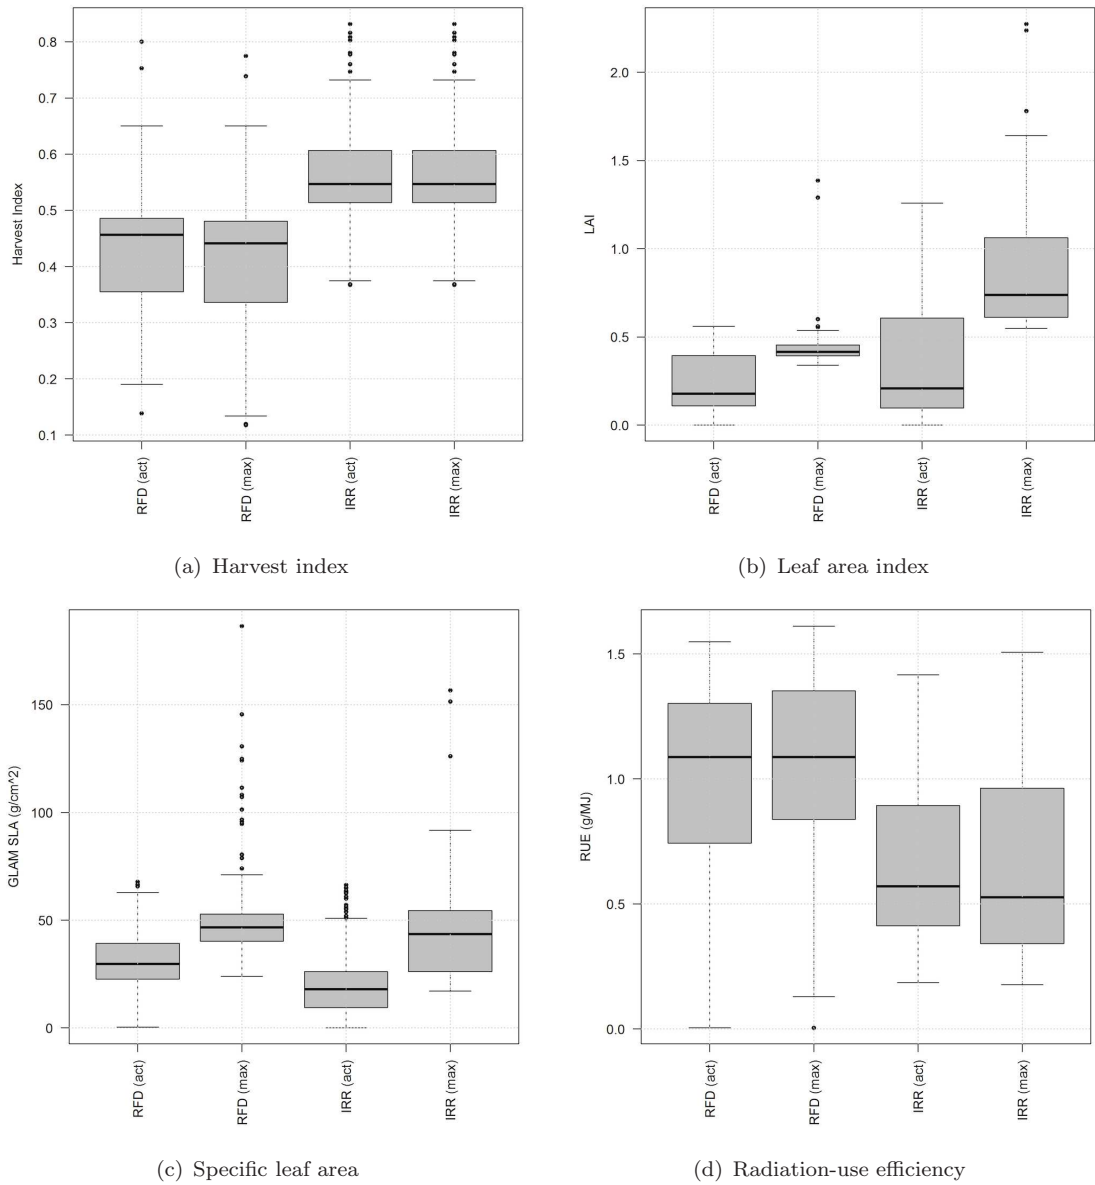 Harvest Index
0.8
0.7
0.6
0.5
0.4
0.3
0.2
0.1
RFD (act)
RFD (max)
IRR (act)
IRR (max)
(a) Harvest index
LAI
2.0
1.5
1.0
0.5
0.0
RFD (act)
RFD (max)
IRR (act)
IRR (max)
(b) Leaf area index
GLAM SLA (g/cm^2)
150
100
50
0
RFD (act)
RFD (max)
IRR (act)
IRR (max)
(c) Specific leaf area
RUE (g/MJ)
1.5
1.0
0.5
0.0
RFD (act)
RFD (max)
IRR (act)
IRR (max)
(d) Radiation-use efficiency